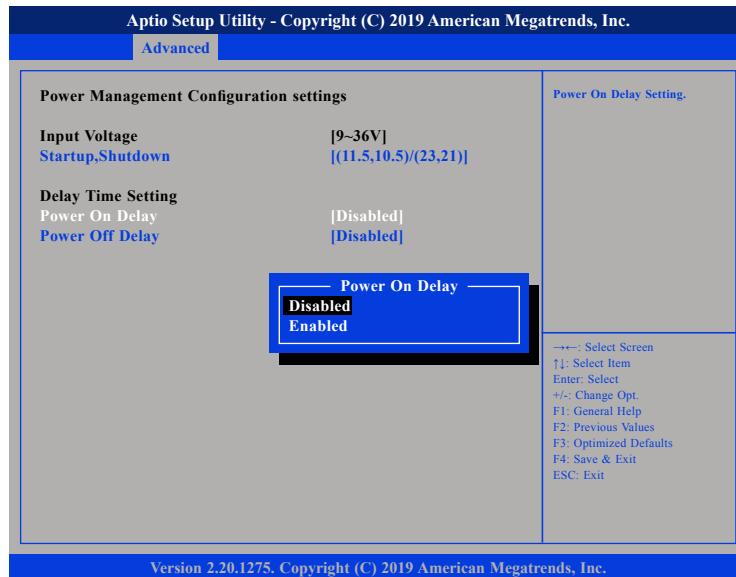 Aptio Setup Utility - Copyright (C) 2019 American Megatrends, Inc.
Advanced
Power Management Configuration settings
Input Voltage [9~36V]
Startup,Shutdown [(11.5,10.5)/(23,21)]
Delay Time Setting
Power On Delay [Disabled]
Power Off Delay [Disabled]
Power On Delay
Disabled
Enabled
Power On Delay Setting.
→←: Select Screen
↑↓: Select Item
Enter: Select
+/-: Change Opt.
F1: General Help
F2: Previous Values
F3: Optimized Defaults
F4: Save & Exit
ESC: Exit
Version 2.20.1275. Copyright (C) 2019 American Megatrends, Inc.